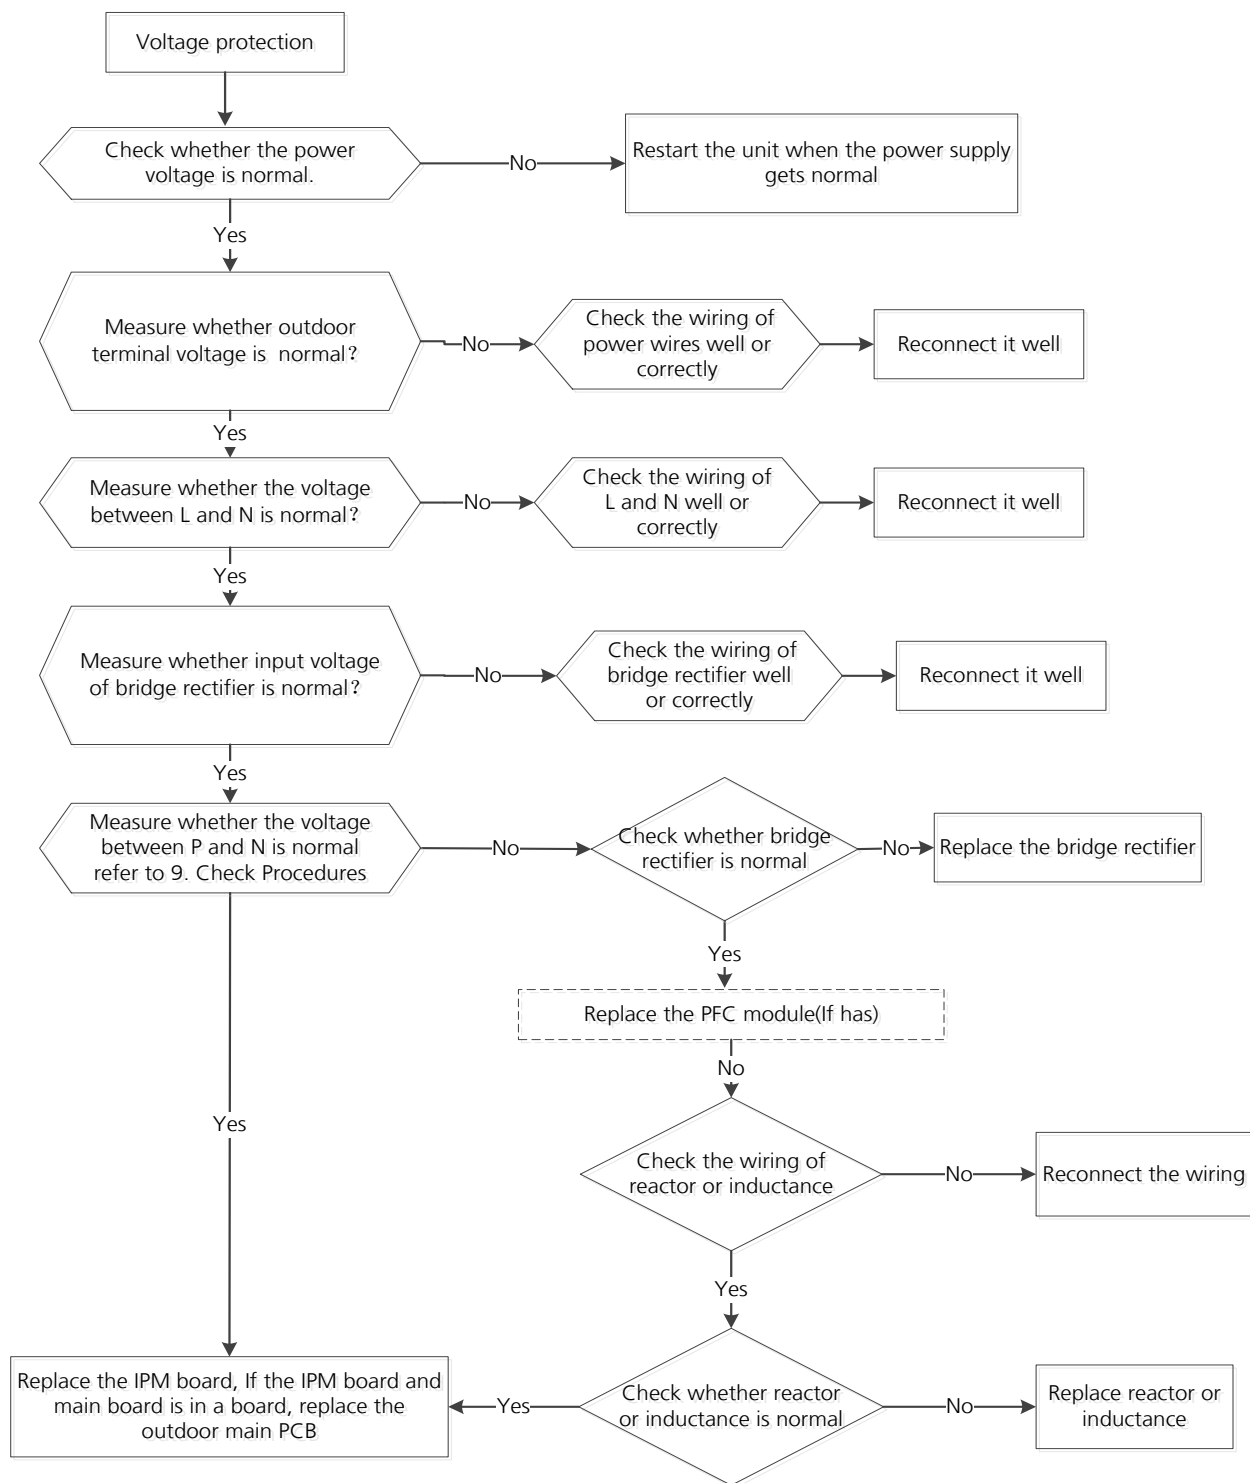 Voltage protection
Check whether the power
voltage is normal.
No
Restart the unit when the power supply
gets normal
Yes
Measure whether outdoor
terminal voltage is  normal？
No
Check the wiring of
power wires well or
correctly
Reconnect it well
Yes
Measure whether the voltage
between L and N is normal？
No
Check the wiring of
L and N well or
correctly
Reconnect it well
Yes
Measure whether input voltage
of bridge rectifier is normal？
No
Check the wiring of
bridge rectifier well
or correctly
Reconnect it well
Yes
Measure whether the voltage
between P and N is normal
refer to 9. Check Procedures
No
Check whether bridge
rectifier is normal
No
Replace the bridge rectifier
Yes
Replace the PFC module(If has)
No
Yes
Check the wiring of
reactor or inductance
No
Reconnect the wiring
Yes
Replace the IPM board, If the IPM board and
main board is in a board, replace the
outdoor main PCB
Yes
Check whether reactor
or inductance is normal
No
Replace reactor or
inductance